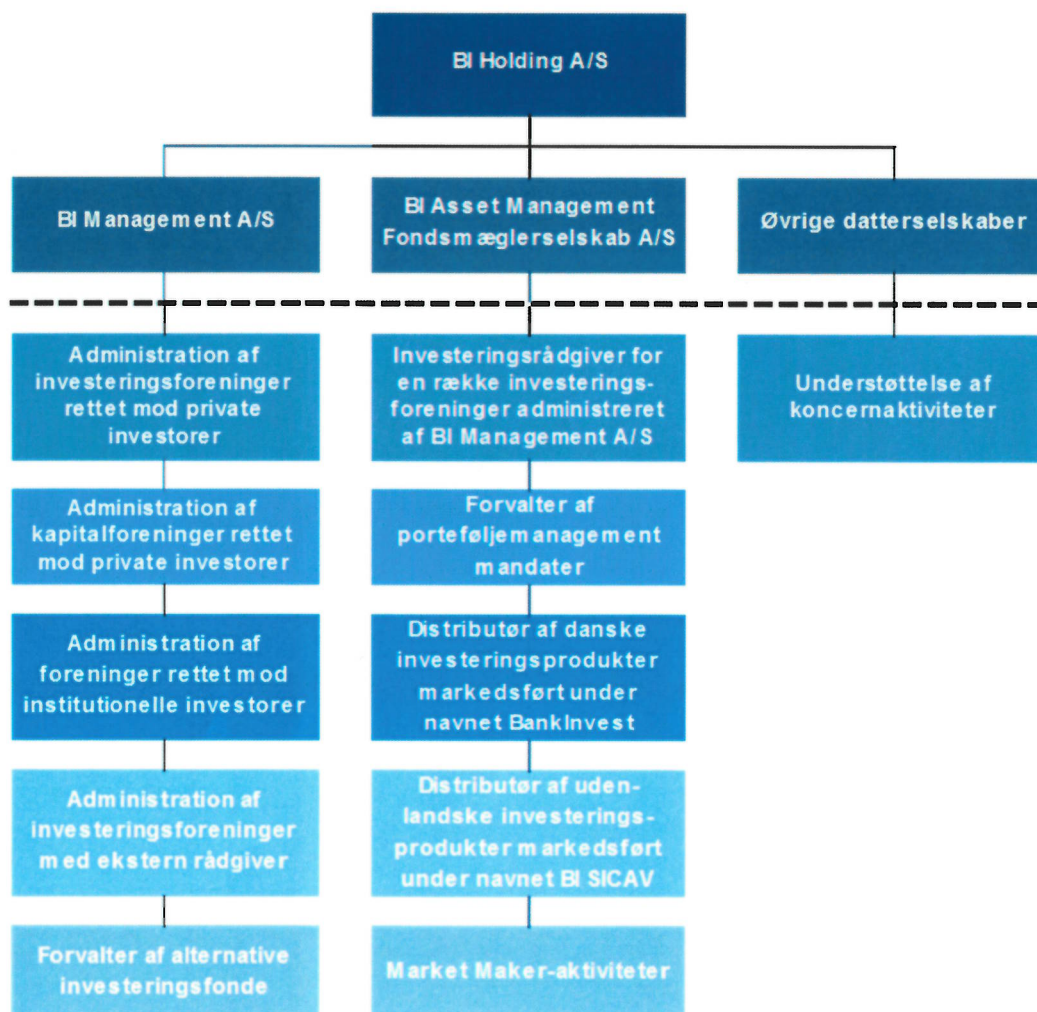 BI Holding A/S
BI Management A/S
BI Asset Management
Fondsmæglerselskab A/S
Øvrige datterselskaber
Administration af
investeringsforeninger
rettet mod private
investorer
Investeringsrådgiver for
en række investerings-
foreninger administreret
af BI Management A/S
Understøttelse af
koncernaktiviteter
Administration af
kapitalforeninger rettet
mod private investorer
Forvalter af
porteføljemanagement
mandater
Administration af
foreninger rettet mod
institutionelle investorer
Distributør af danske
investeringsprodukter
markedsført under
navnet BankInvest
Administration af
investeringsforeninger
med ekstern rådgiver
Distributør af uden-
landske investerings-
produkter markedsført
under navnet BI SICAV
Forvalter af alternative
investeringsfonde
Market Maker-aktiviteter